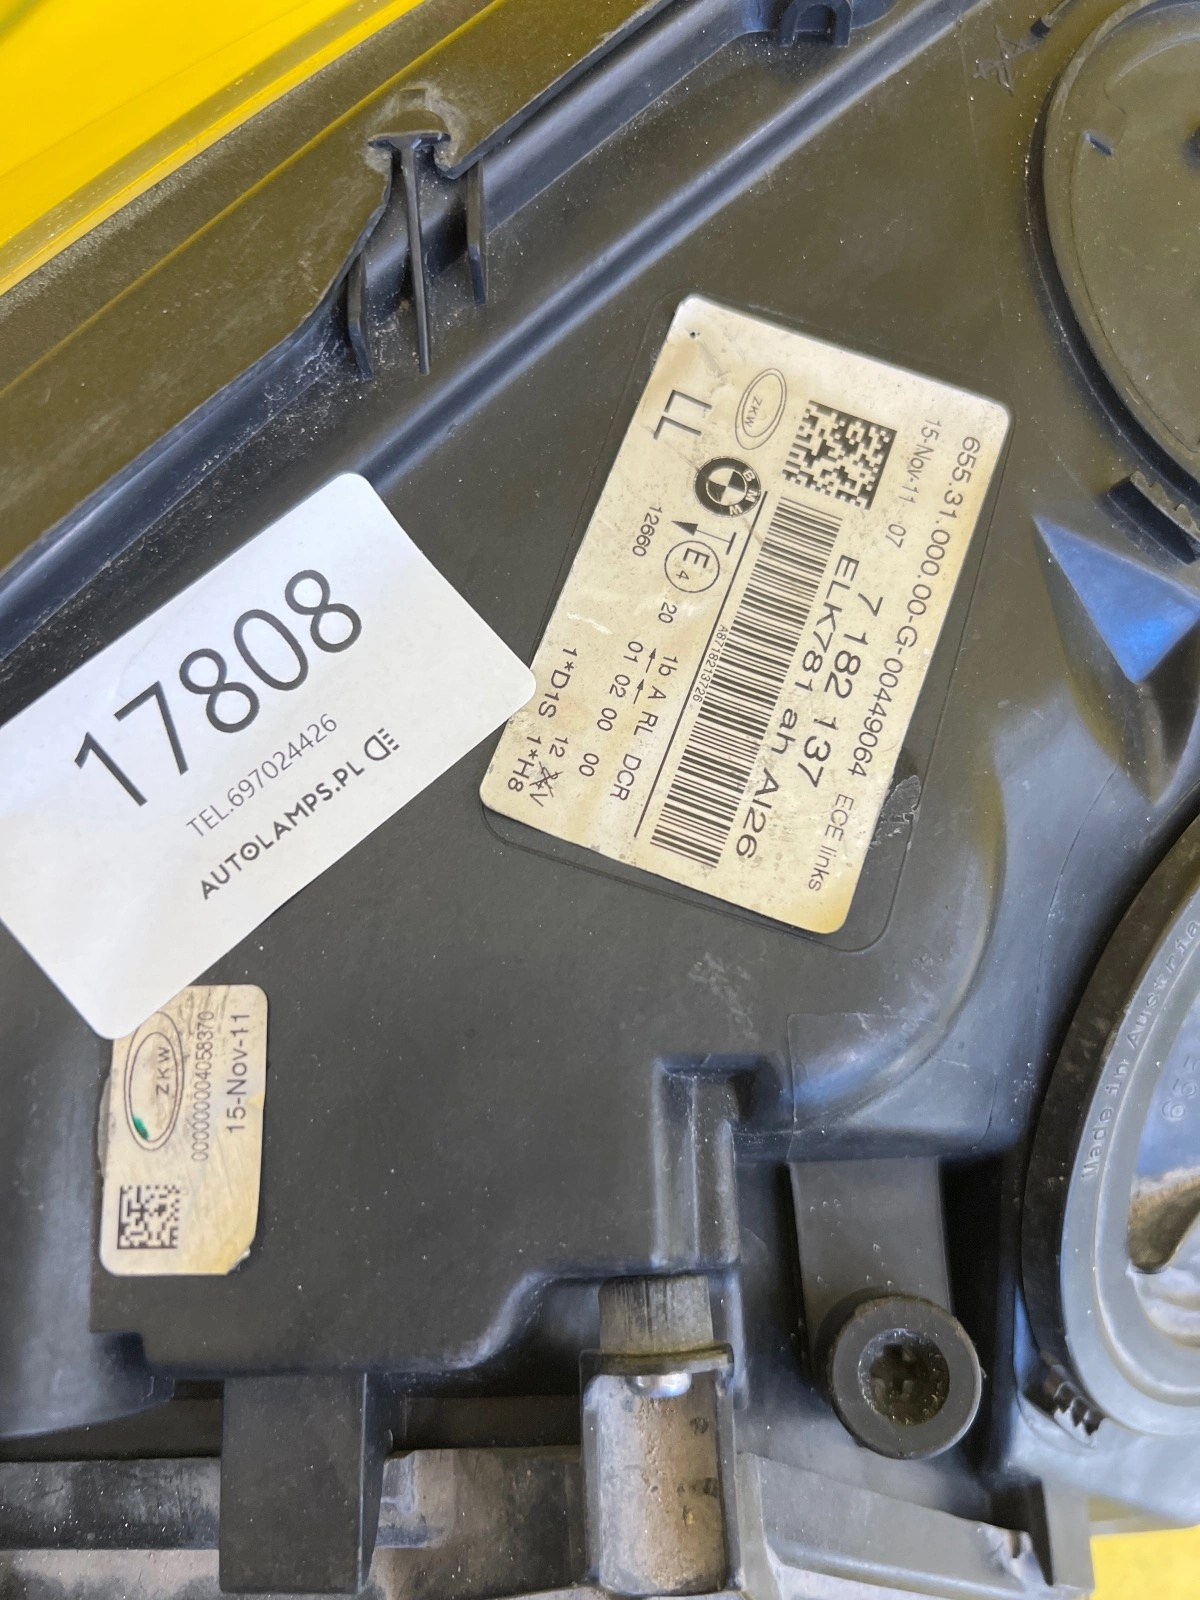 655.31.000.00-G-00449064 ECE links
15-Nov-11 07
7 182 137
ELK781 ah AI26
A8718213726
ZKW
LL
BMW
E4
20
1b A RL DCR
01 02 00 00
12660
12 V
1*D1S 1*H8
17808
TEL.697024426
AUTOLAMPS.PL
ZKW
0000000004058370
15-Nov-11
Made in Austria